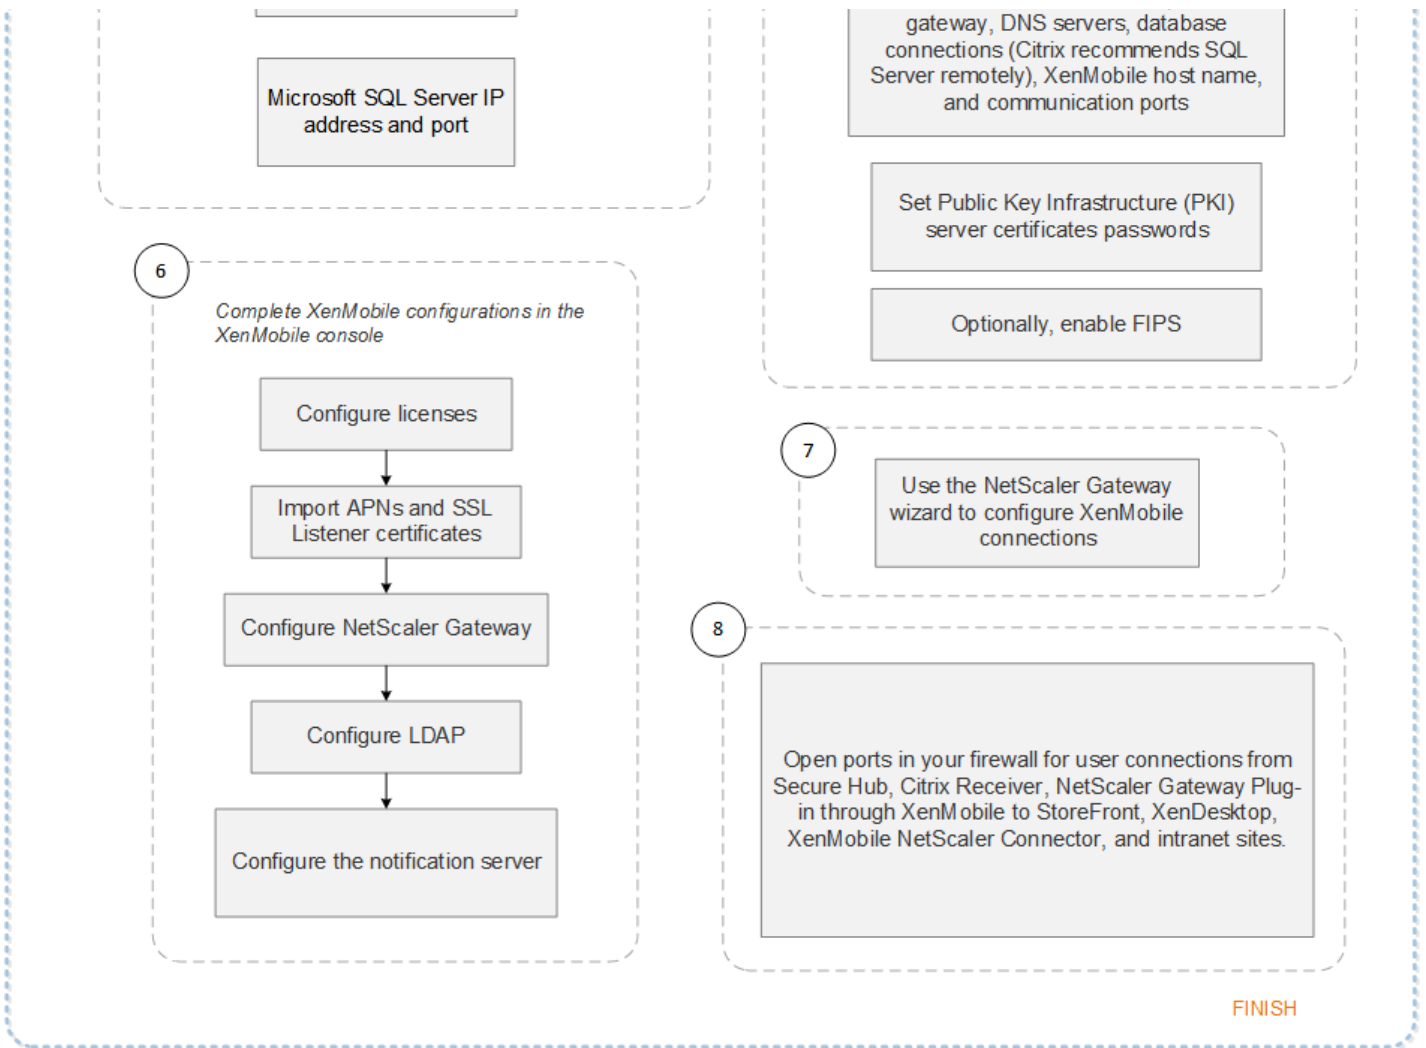 Microsoft SQL Server IP
address and port
gateway, DNS servers, database
connections (Citrix recommends SQL
Server remotely), XenMobile host name,
and communication ports
Set Public Key Infrastructure (PKI)
server certificates passwords
Optionally, enable FIPS
6
Complete XenMobile configurations in the
XenMobile console
Configure licenses
Import APNs and SSL
Listener certificates
Configure NetScaler Gateway
Configure LDAP
Configure the notification server
7
Use the NetScaler Gateway
wizard to configure XenMobile
connections
8
Open ports in your firewall for user connections from
Secure Hub, Citrix Receiver, NetScaler Gateway Plug-
in through XenMobile to StoreFront, XenDesktop,
XenMobile NetScaler Connector, and intranet sites.
FINISH